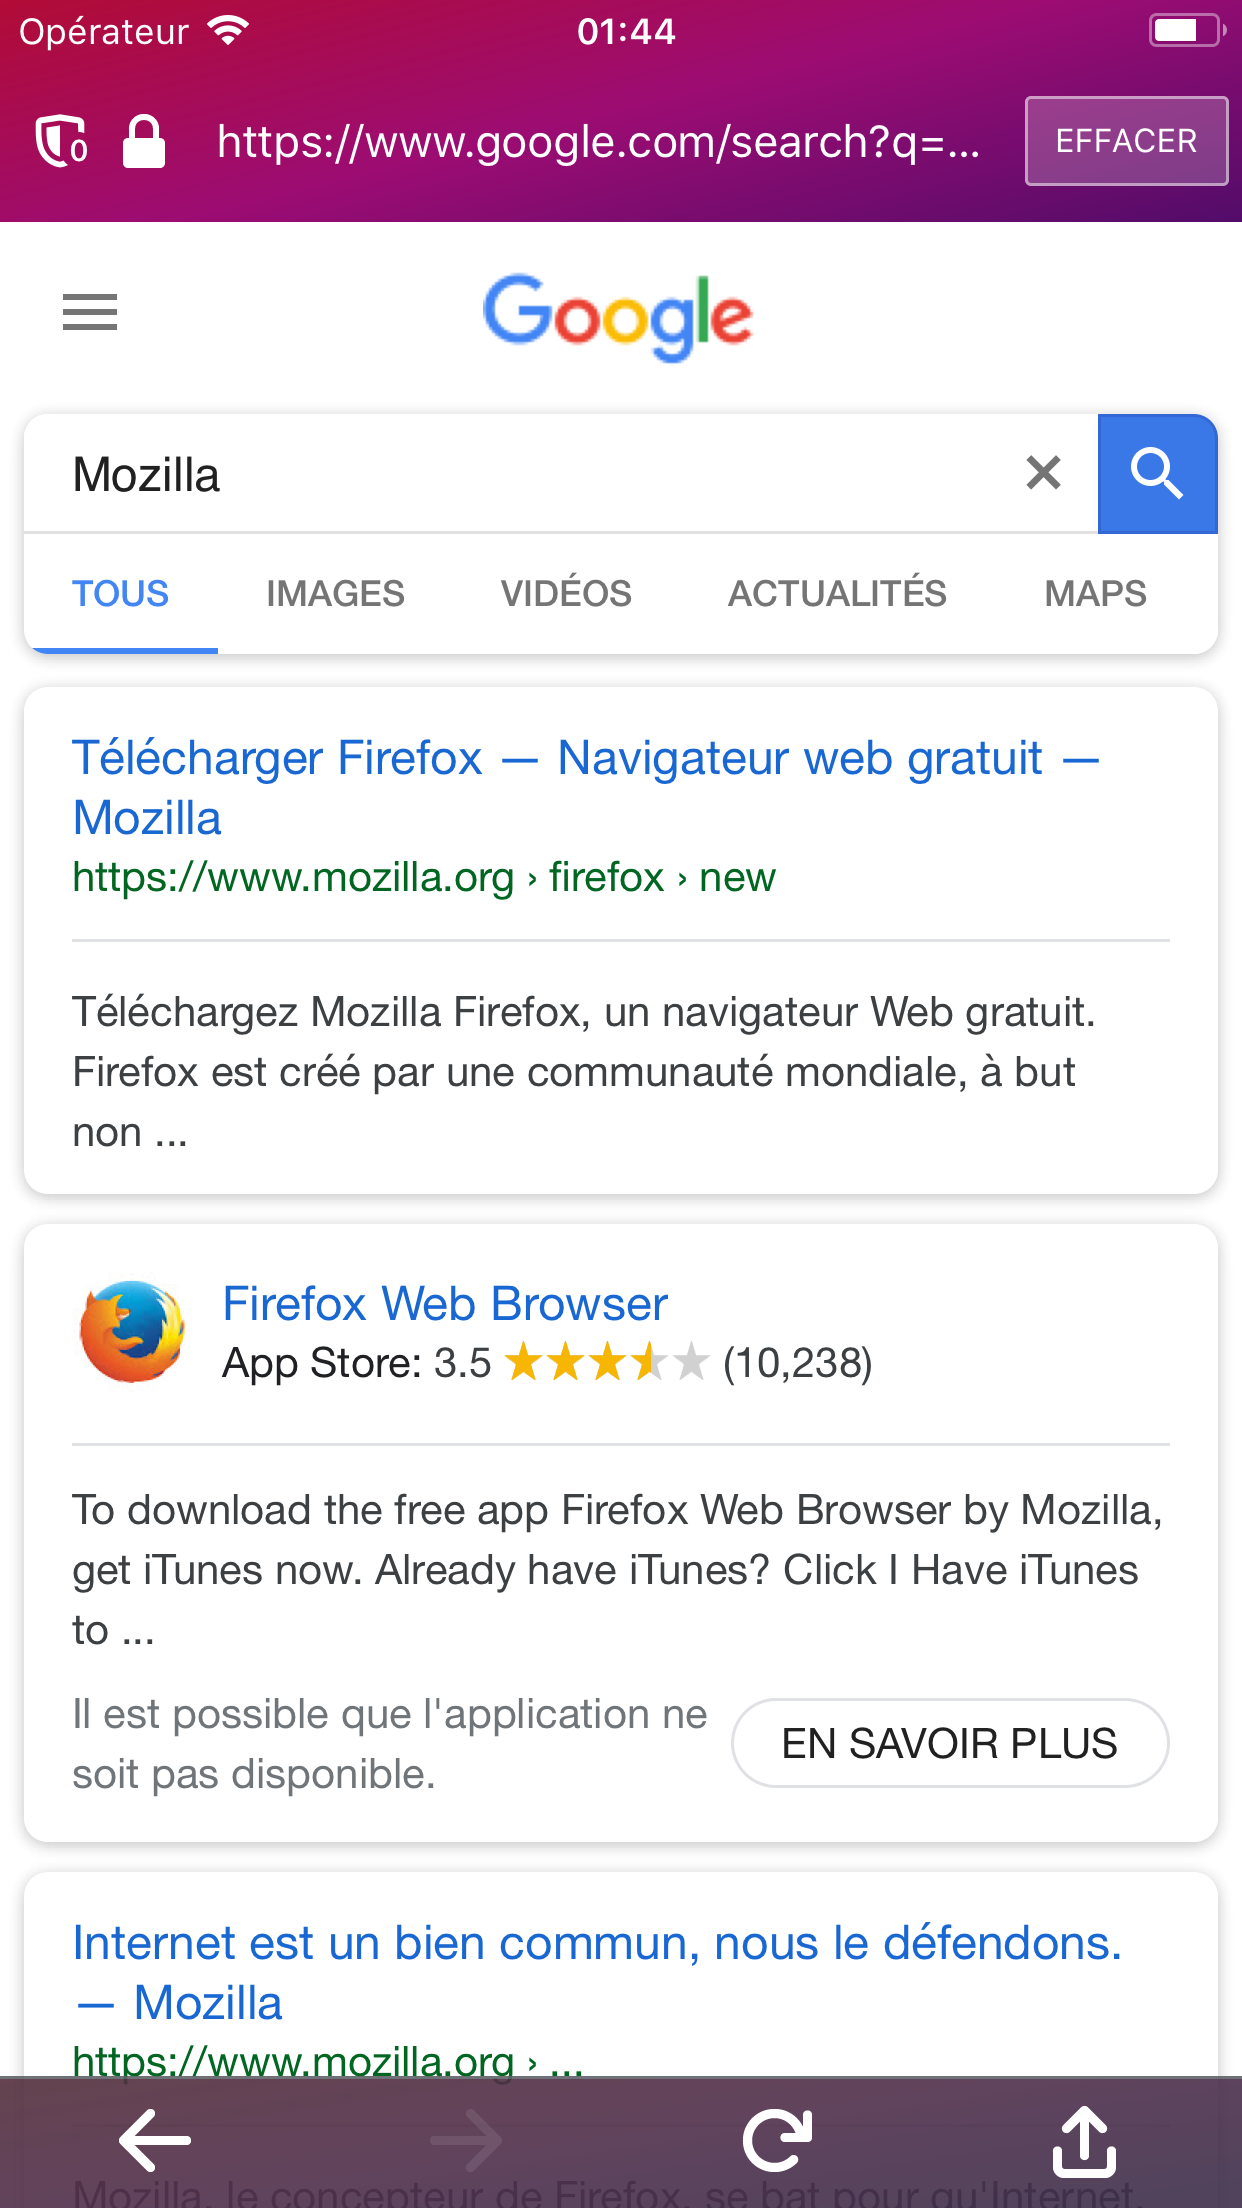 Opérateur 01:44
0 https://www.google.com/search?q=... EFFACER
Google
Mozilla
TOUS IMAGES VIDÉOS ACTUALITÉS MAPS
Télécharger Firefox — Navigateur web gratuit —
Mozilla
https://www.mozilla.org › firefox › new
Téléchargez Mozilla Firefox, un navigateur Web gratuit.
Firefox est créé par une communauté mondiale, à but
non ...
Firefox Web Browser
App Store: 3.5 (10,238)
To download the free app Firefox Web Browser by Mozilla,
get iTunes now. Already have iTunes? Click I Have iTunes
to ...
Il est possible que l'application ne
soit pas disponible.
EN SAVOIR PLUS
Internet est un bien commun, nous le défendons.
— Mozilla
https://www.mozilla.org › ...
Mozilla, le concepteur de Firefox, se bat pour qu'Internet